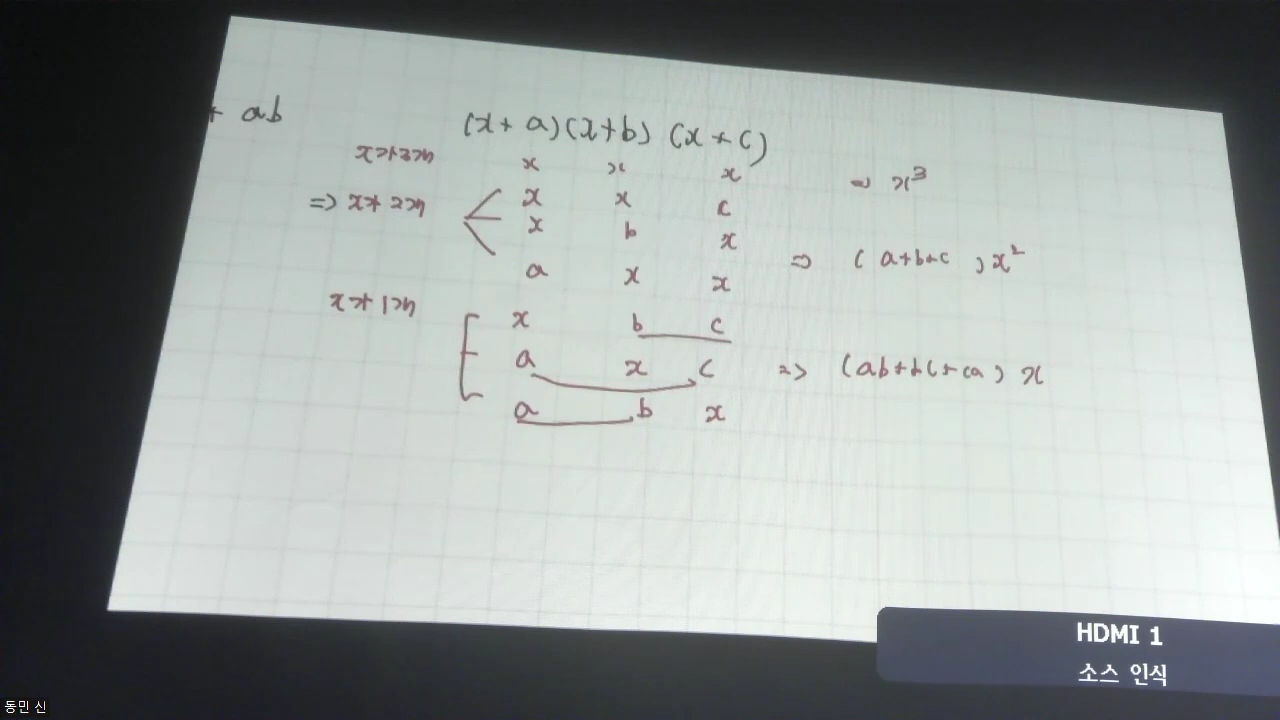 + ab
(x+a)(x+b)(x+c)
x가 3개 x x x ⇒ x³
⇒ x가 2개 x x c
x b x ⇒ (a+b+c)x²
a x x
x가 1개 x b c
a x c ⇒ (ab+bc+ca)x
a b x
HDMI 1
소스 인식
동민 신